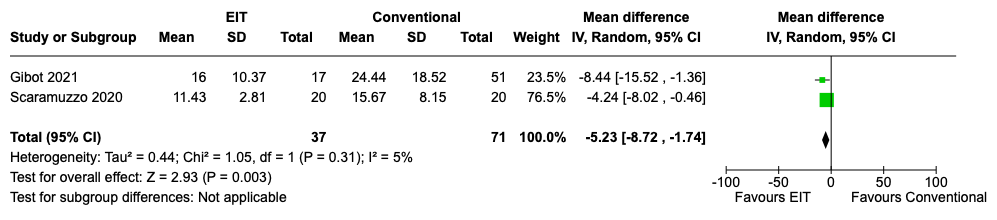 EIT Conventional Mean difference Mean difference
Study or Subgroup Mean SD Total Mean SD Total Weight IV, Random, 95% CI IV, Random, 95% CI
Gibot 2021 16 10.37 17 24.44 18.52 51 23.5% -8.44 [-15.52 , -1.36]
Scaramuzzo 2020 11.43 2.81 20 15.67 8.15 20 76.5% -4.24 [-8.02 , -0.46]
Total (95% CI) 37 71 100.0% -5.23 [-8.72 , -1.74]
Heterogeneity: Tau² = 0.44; Chi² = 1.05, df = 1 (P = 0.31); I² = 5%
Test for overall effect: Z = 2.93 (P = 0.003) -100 -50 0 50 100
Test for subgroup differences: Not applicable Favours EIT Favours Conventional